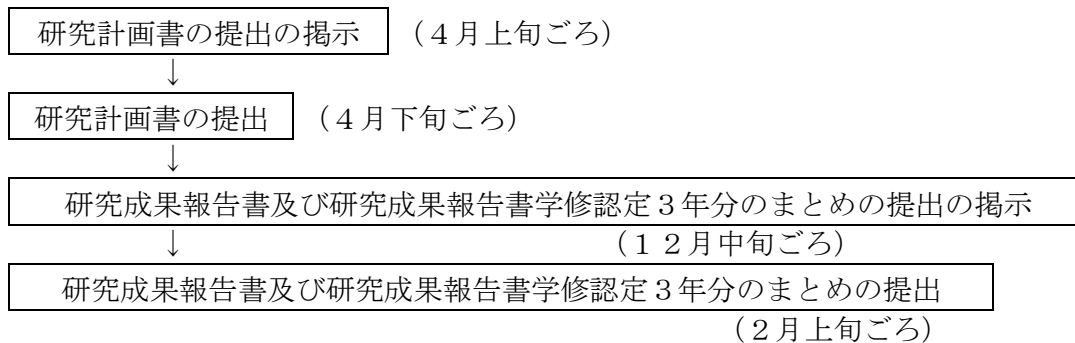 研究計画書の提出の掲示 (4月上旬ごろ)
↓
研究計画書の提出 (4月下旬ごろ)
↓
研究成果報告書及び研究成果報告書学修認定3年分のまとめの提出の掲示
↓ (12月中旬ごろ)
研究成果報告書及び研究成果報告書学修認定3年分のまとめの提出
(2月上旬ごろ)